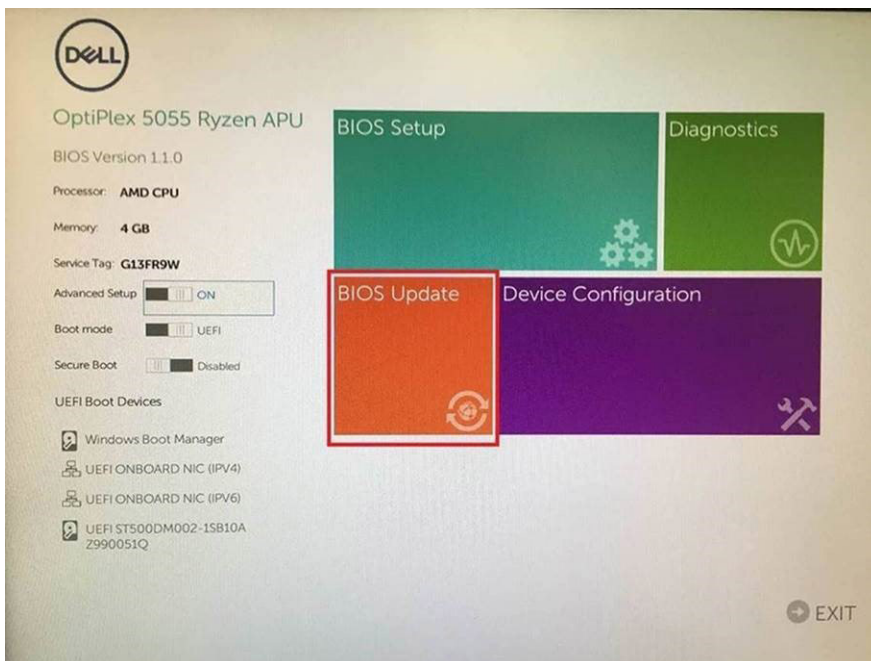 DELL
OptiPlex 5055 Ryzen APU
BIOS Version 1.1.0
Processor: AMD CPU
Memory: 4 GB
Service Tag: G13FR9W
Advanced Setup ON
Boot mode UEFI
Secure Boot Disabled
UEFI Boot Devices
Windows Boot Manager
UEFI ONBOARD NIC (IPV4)
UEFI ONBOARD NIC (IPV6)
UEFI ST500DM002-1SB10A
Z990051Q
BIOS Setup
Diagnostics
BIOS Update
Device Configuration
EXIT